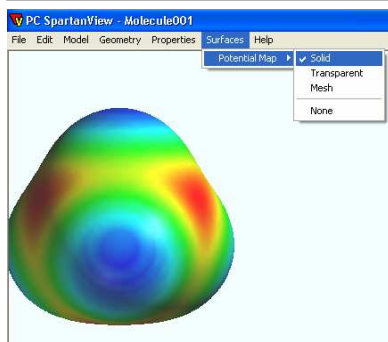 PC SpartanView - Molecule001
File Edit Model Geometry Properties Surfaces Help
Potential Map
Solid
Transparent
Mesh
None